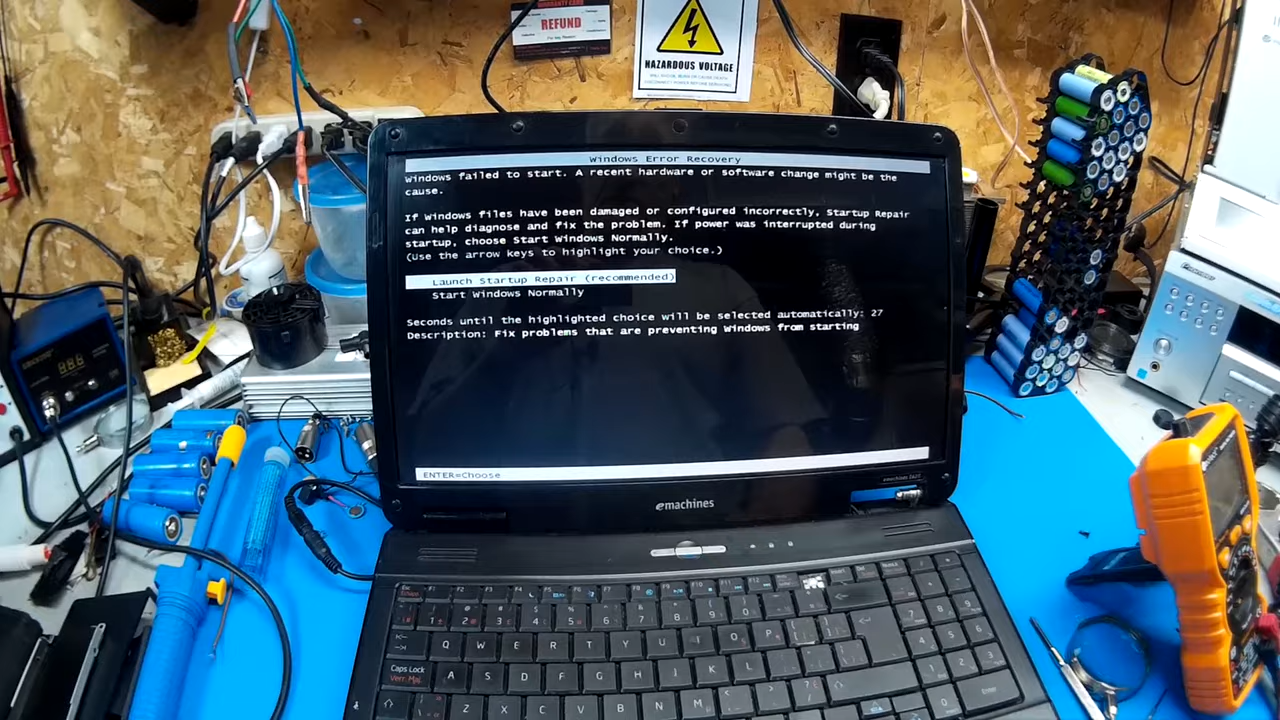 REFUND
HAZARDOUS VOLTAGE
Windows Error Recovery
Windows failed to start. A recent hardware or software change might be the
cause.
If Windows files have been damaged or configured incorrectly, Startup Repair
can help diagnose and fix the problem. If power was interrupted during
startup, choose Start Windows Normally.
(Use the arrow keys to highlight your choice.)
Launch Startup Repair (recommended)
Start Windows Normally
Seconds until the highlighted choice will be selected automatically: 27
Description: Fix problems that are preventing Windows from starting
ENTER=Choose
emachines
Q W E R T Y U I O P
Caps Lock A S D F G H J K L
Verr. Maj.
Z X C V B N M